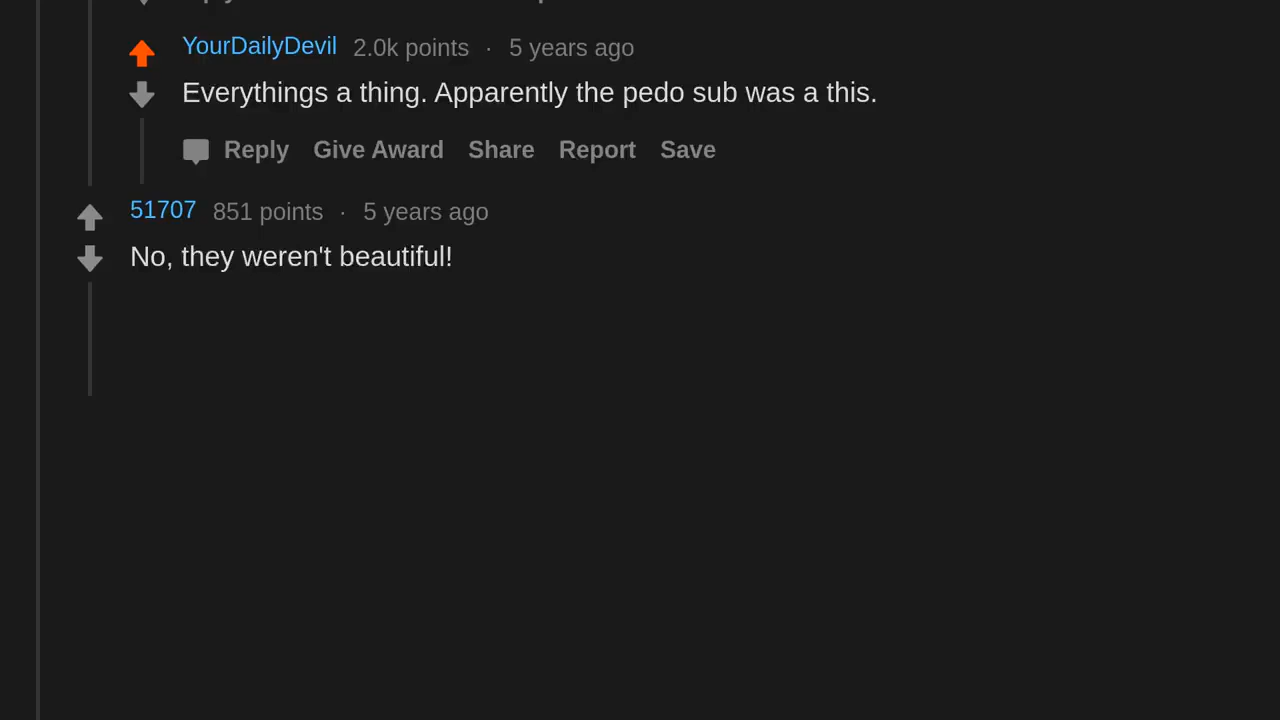 YourDailyDevil 2.0k points · 5 years ago
Everythings a thing. Apparently the pedo sub was a this.
Reply Give Award Share Report Save
51707 851 points · 5 years ago
No, they weren't beautiful!